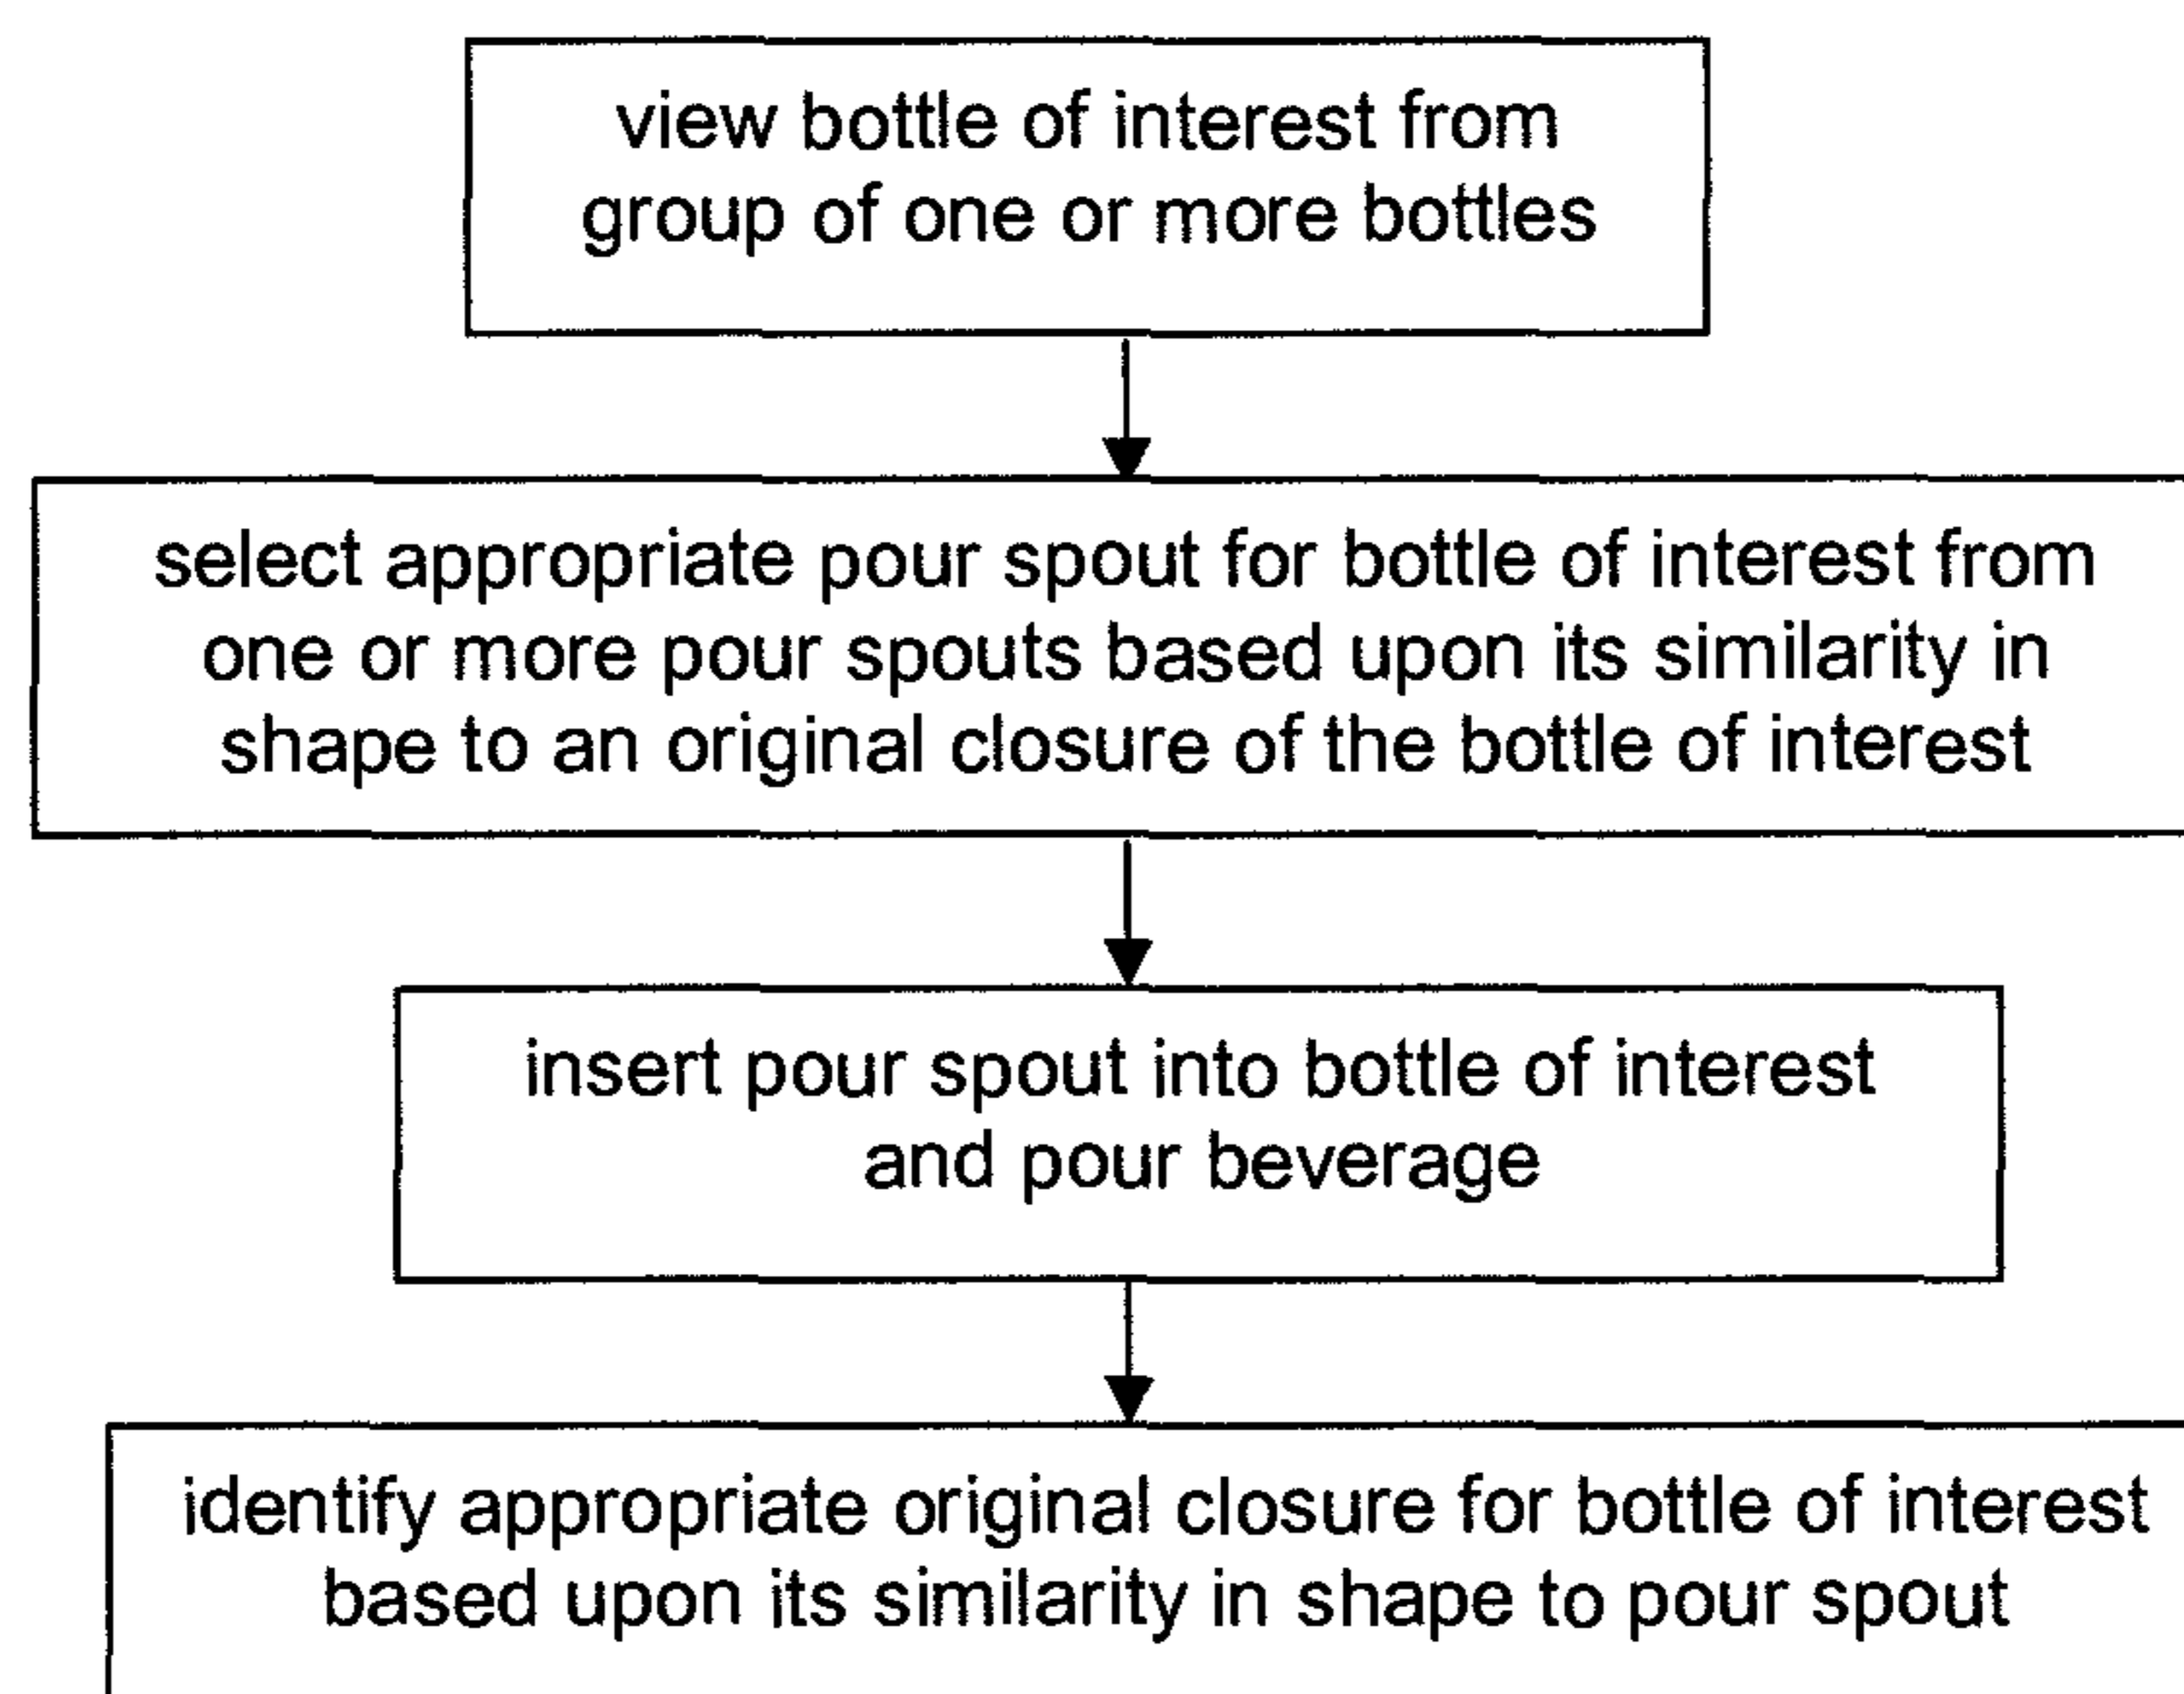 view bottle of interest from
group of one or more bottles
select appropriate pour spout for bottle of interest from
one or more pour spouts based upon its similarity in
shape to an original closure of the bottle of interest
insert pour spout into bottle of interest
and pour beverage
identify appropriate original closure for bottle of interest
based upon its similarity in shape to pour spout